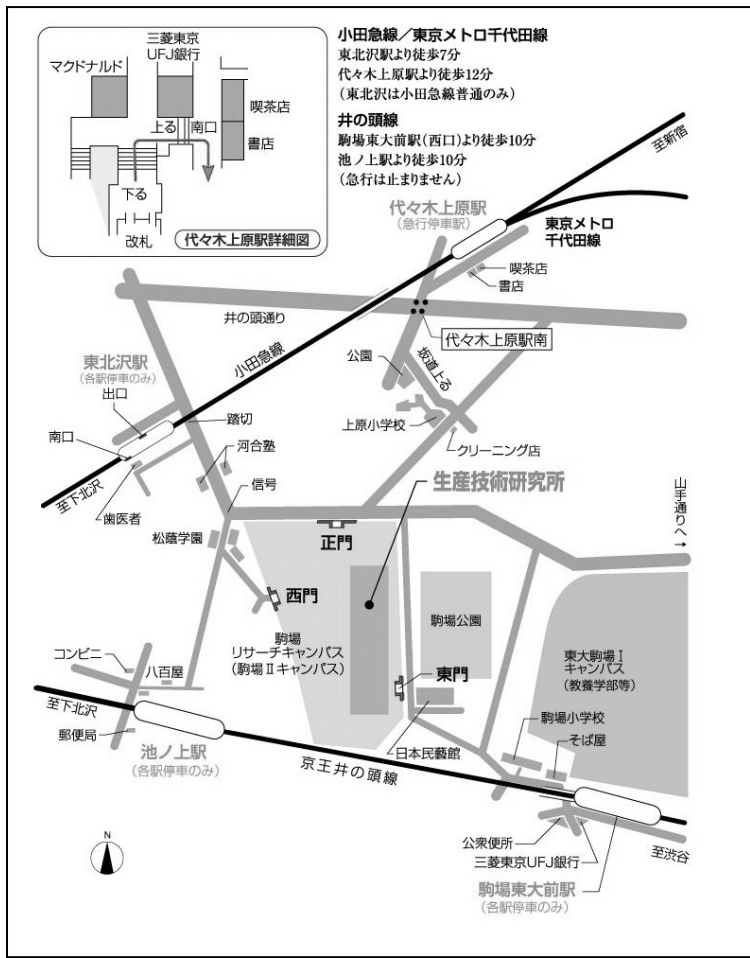 三菱東京
UFJ銀行
マクドナルド
喫茶店
上る
南口
書店
下る
改札
代々木上原駅詳細図
小田急線／東京メトロ千代田線
東北沢駅より徒歩7分
代々木上原駅より徒歩12分
(東北沢は小田急線普通のみ)
井の頭線
駒場東大前駅(西口)より徒歩10分
池ノ上駅より徒歩10分
(急行は止まりません)
至新宿
代々木上原駅
(急行停車駅)
東京メトロ
千代田線
喫茶店
書店
井の頭通り
小田急線
代々木上原駅南
公園
坂道上る
東北沢駅
(各駅停車のみ)
出口
踏切
上原小学校
南口
河合塾
クリーニング店
至下北沢
信号
生産技術研究所
山手通りへ→
歯医者
松蔭学園
正門
西門
駒場公園
駒場
リサーチキャンパス
(駒場Ⅱキャンパス)
東大駒場Ⅰ
キャンパス
(教養学部等)
コンビニ
八百屋
東門
至下北沢
駒場小学校
郵便局
そば屋
池ノ上駅
(各駅停車のみ)
日本民藝館
京王井の頭線
N
公衆便所
三菱東京UFJ銀行
至渋谷
駒場東大前駅
(各駅停車のみ)